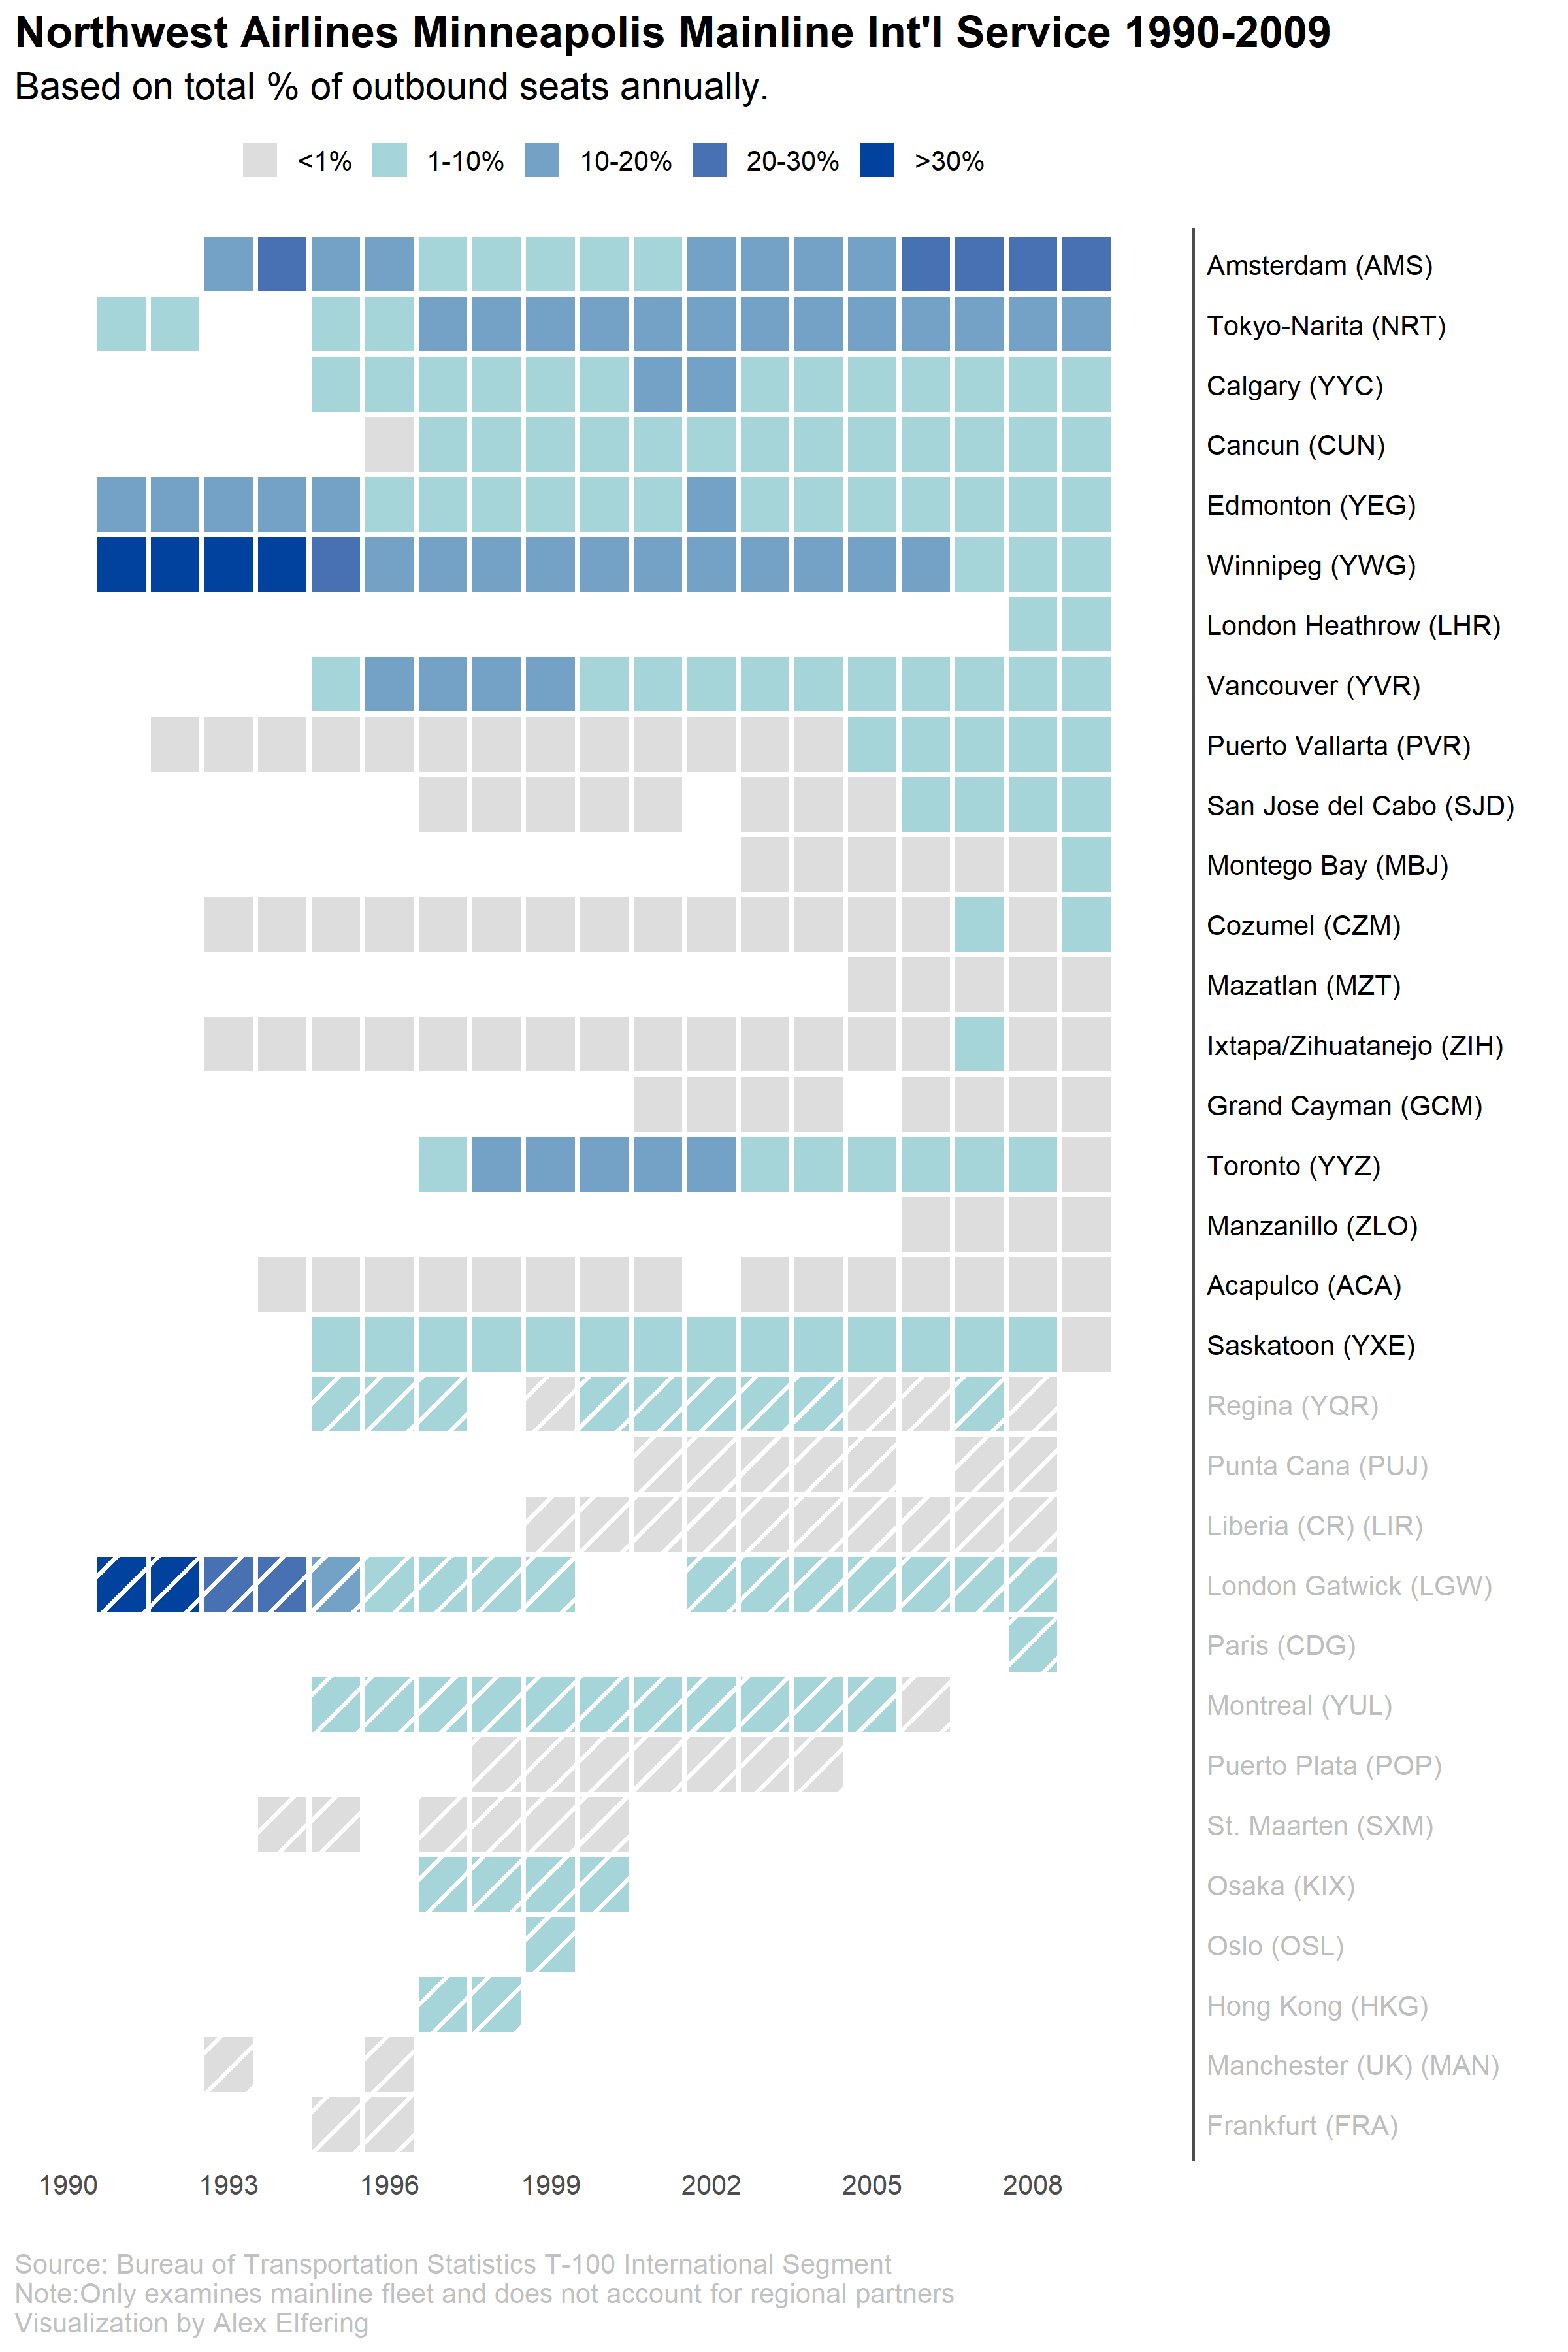 Northwest Airlines Minneapolis Mainline Int'l Service 1990-2009
Based on total % of outbound seats annually.
<1% 1-10% 10-20% 20-30% >30%
Amsterdam (AMS)
Tokyo-Narita (NRT)
Calgary (YYC)
Cancun (CUN)
Edmonton (YEG)
Winnipeg (YWG)
London Heathrow (LHR)
Vancouver (YVR)
Puerto Vallarta (PVR)
San Jose del Cabo (SJD)
Montego Bay (MBJ)
Cozumel (CZM)
Mazatlan (MZT)
Ixtapa/Zihuatanejo (ZIH)
Grand Cayman (GCM)
Toronto (YYZ)
Manzanillo (ZLO)
Acapulco (ACA)
Saskatoon (YXE)
Regina (YQR)
Punta Cana (PUJ)
Liberia (CR) (LIR)
London Gatwick (LGW)
Paris (CDG)
Montreal (YUL)
Puerto Plata (POP)
St. Maarten (SXM)
Osaka (KIX)
Oslo (OSL)
Hong Kong (HKG)
Manchester (UK) (MAN)
Frankfurt (FRA)
1990 1993 1996 1999 2002 2005 2008
Source: Bureau of Transportation Statistics T-100 International Segment
Note:Only examines mainline fleet and does not account for regional partners
Visualization by Alex Elfering